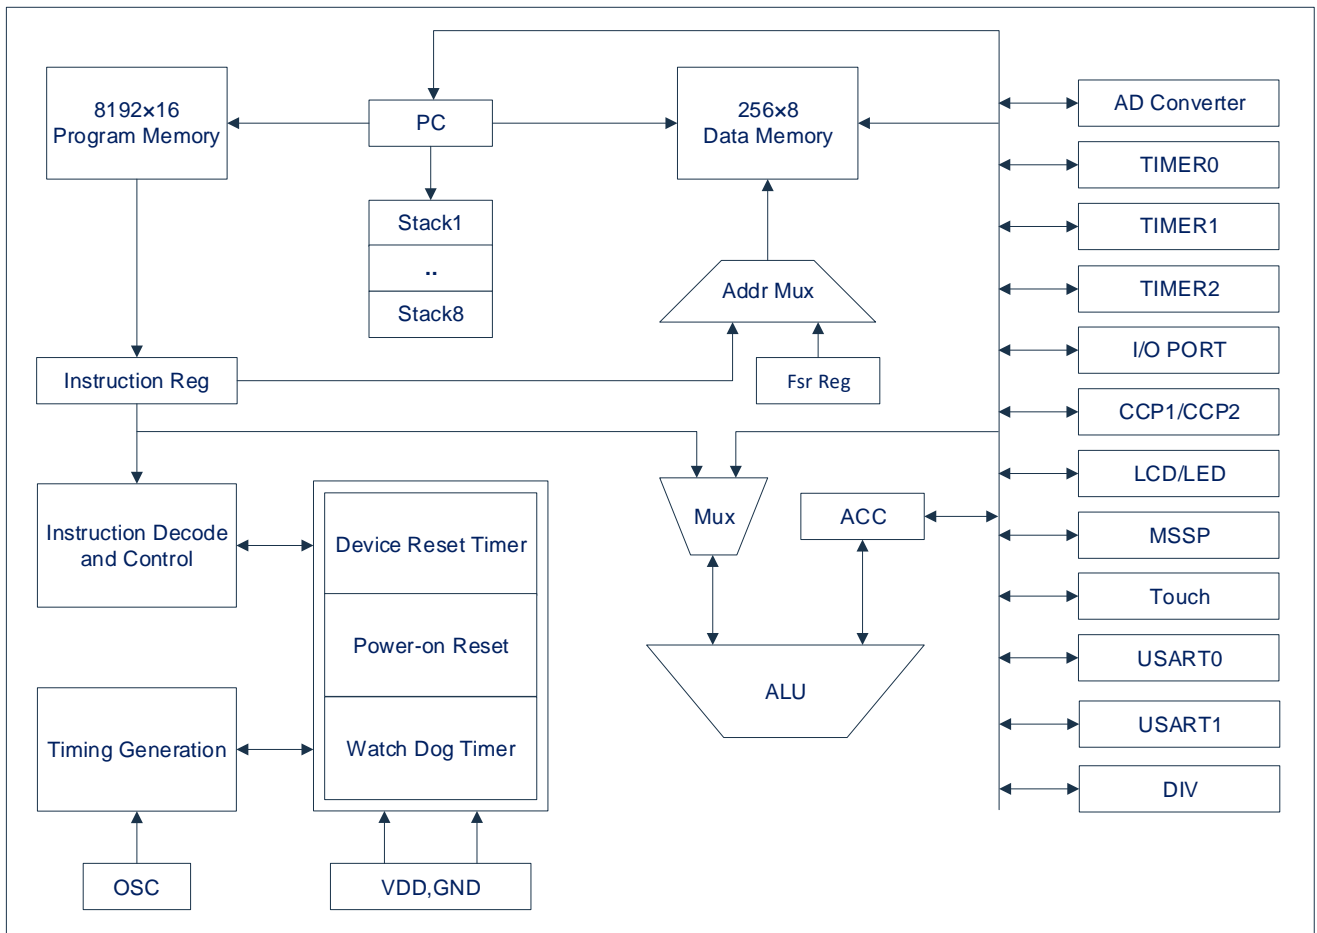 8192×16
Program Memory
PC
256×8
Data Memory
AD Converter
TIMER0
Stack1
TIMER1
..
Addr Mux
TIMER2
Stack8
I/O PORT
Instruction Reg
Fsr Reg
CCP1/CCP2
LCD/LED
Mux
ACC
MSSP
Instruction Decode
and Control
Device Reset Timer
Touch
Power-on Reset
USART0
ALU
USART1
Timing Generation
Watch Dog Timer
DIV
OSC
VDD,GND